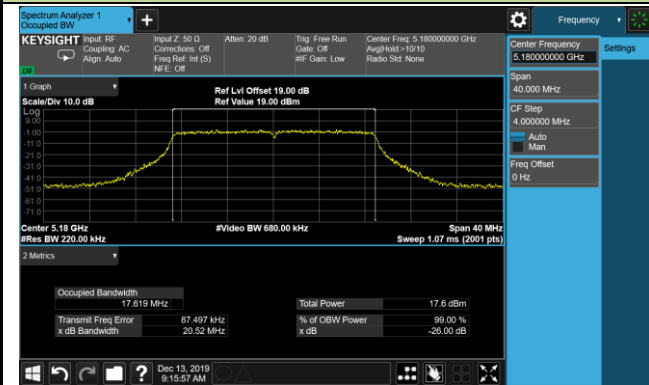 Spectrum Analyzer 1
Occupied BW
Frequency
KEYSIGHT
Input: RF
Coupling: AC
Align: Auto
Input Z: 50 Ω
Corrections: Off
Freq Ref: Int (S)
NFE: Off
Atten: 20 dB
Trig: Free Run
Gate: Off
#IF Gain: Low
Center Freq: 5.180000000 GHz
Avg|Hold:>10/10
Radio Std: None
Center Frequency
5.180000000 GHz
Settings
Span
40.000 MHz
CF Step
4.000000 MHz
Auto
Man
Freq Offset
0 Hz
1 Graph
Scale/Div 10.0 dB
Ref Lvl Offset 19.00 dB
Ref Value 19.00 dBm
Log
9.00
-1.00
-11.0
-21.0
-31.0
-41.0
-51.0
-61.0
-71.0
Center 5.18 GHz
#Res BW 220.00 kHz
#Video BW 680.00 kHz
Span 40 MHz
Sweep 1.07 ms (2001 pts)
2 Metrics
Occupied Bandwidth
17.619 MHz
Total Power
17.6 dBm
Transmit Freq Error
87.497 kHz
% of OBW Power
99.00 %
x dB Bandwidth
20.52 MHz
x dB
-26.00 dB
Dec 13, 2019
9:15:57 AM